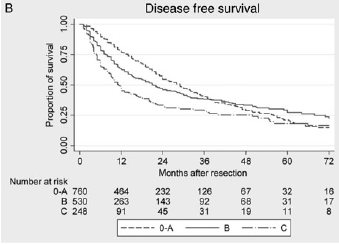 B
Disease free survival
Proportion of survival
1.00
0.75
0.50
0.25
0.00
0 12 24 36 48 60 72
Months after resection
Number at risk
0-A 760 464 232 126 67 32 16
B 530 263 143 92 68 31 17
C 248 91 45 31 19 11 8
0-A B C